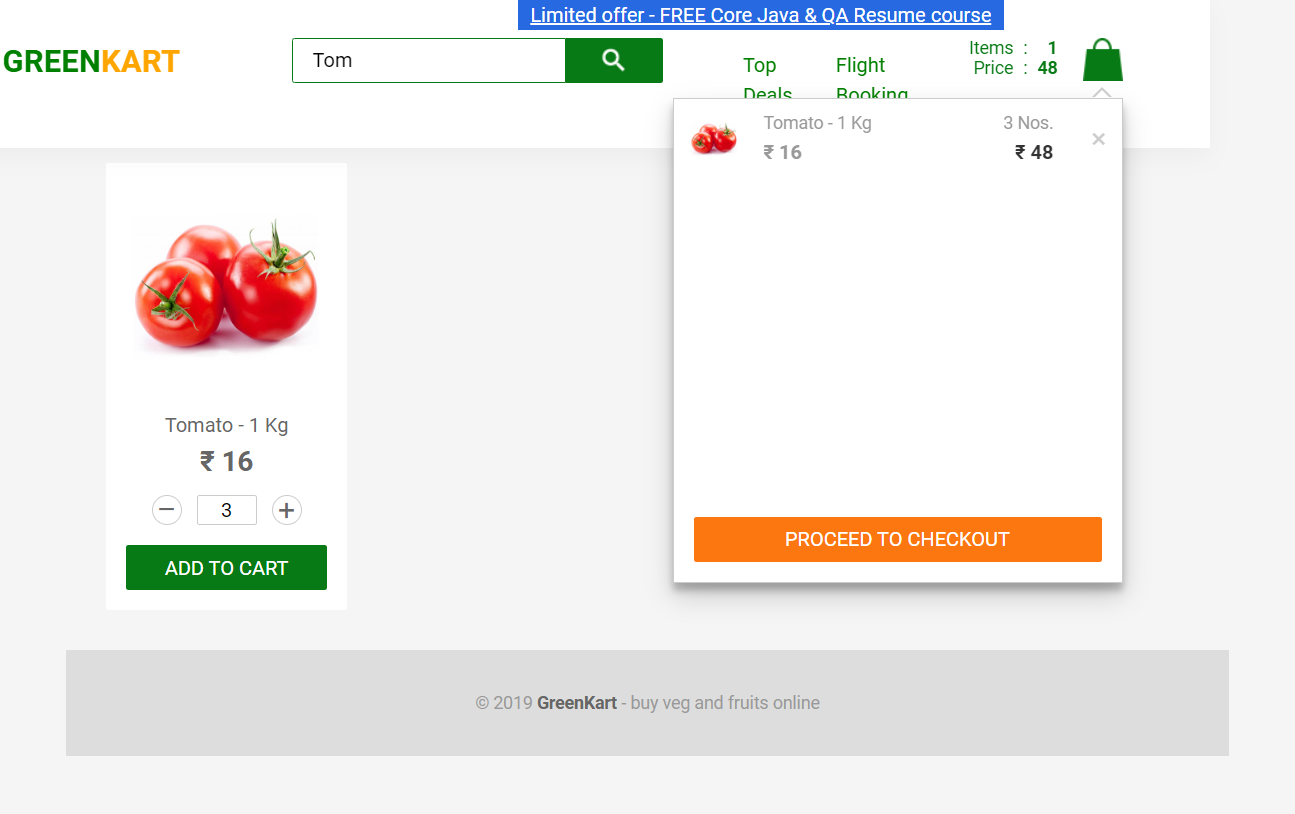 Limited offer - FREE Core Java & QA Resume course
GREENKART
Tom
Top Deals
Flight Booking
Items : 1
Price : 48
Tomato - 1 Kg
3 Nos.
₹ 16
₹ 48
×
PROCEED TO CHECKOUT
Tomato - 1 Kg
₹ 16
− 3 +
ADD TO CART
© 2019 GreenKart - buy veg and fruits online